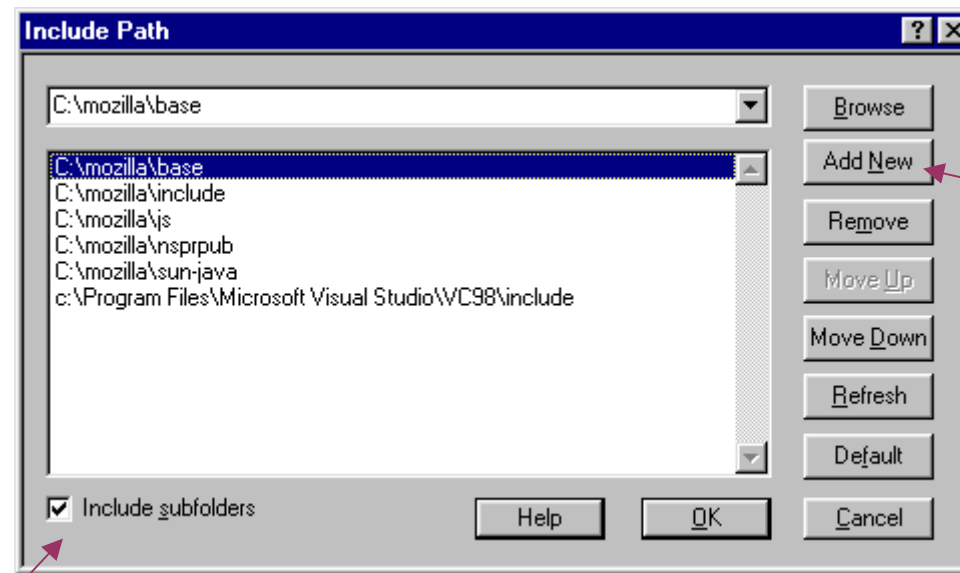 Include Path
C:\mozilla\base
Browse
C:\mozilla\base
Add New
C:\mozilla\include
C:\mozilla\js
Remove
C:\mozilla\nsprpub
C:\mozilla\sun-java
Move Up
c:\Program Files\Microsoft Visual Studio\VC98\include
Move Down
Refresh
Default
Include subfolders
Help
OK
Cancel